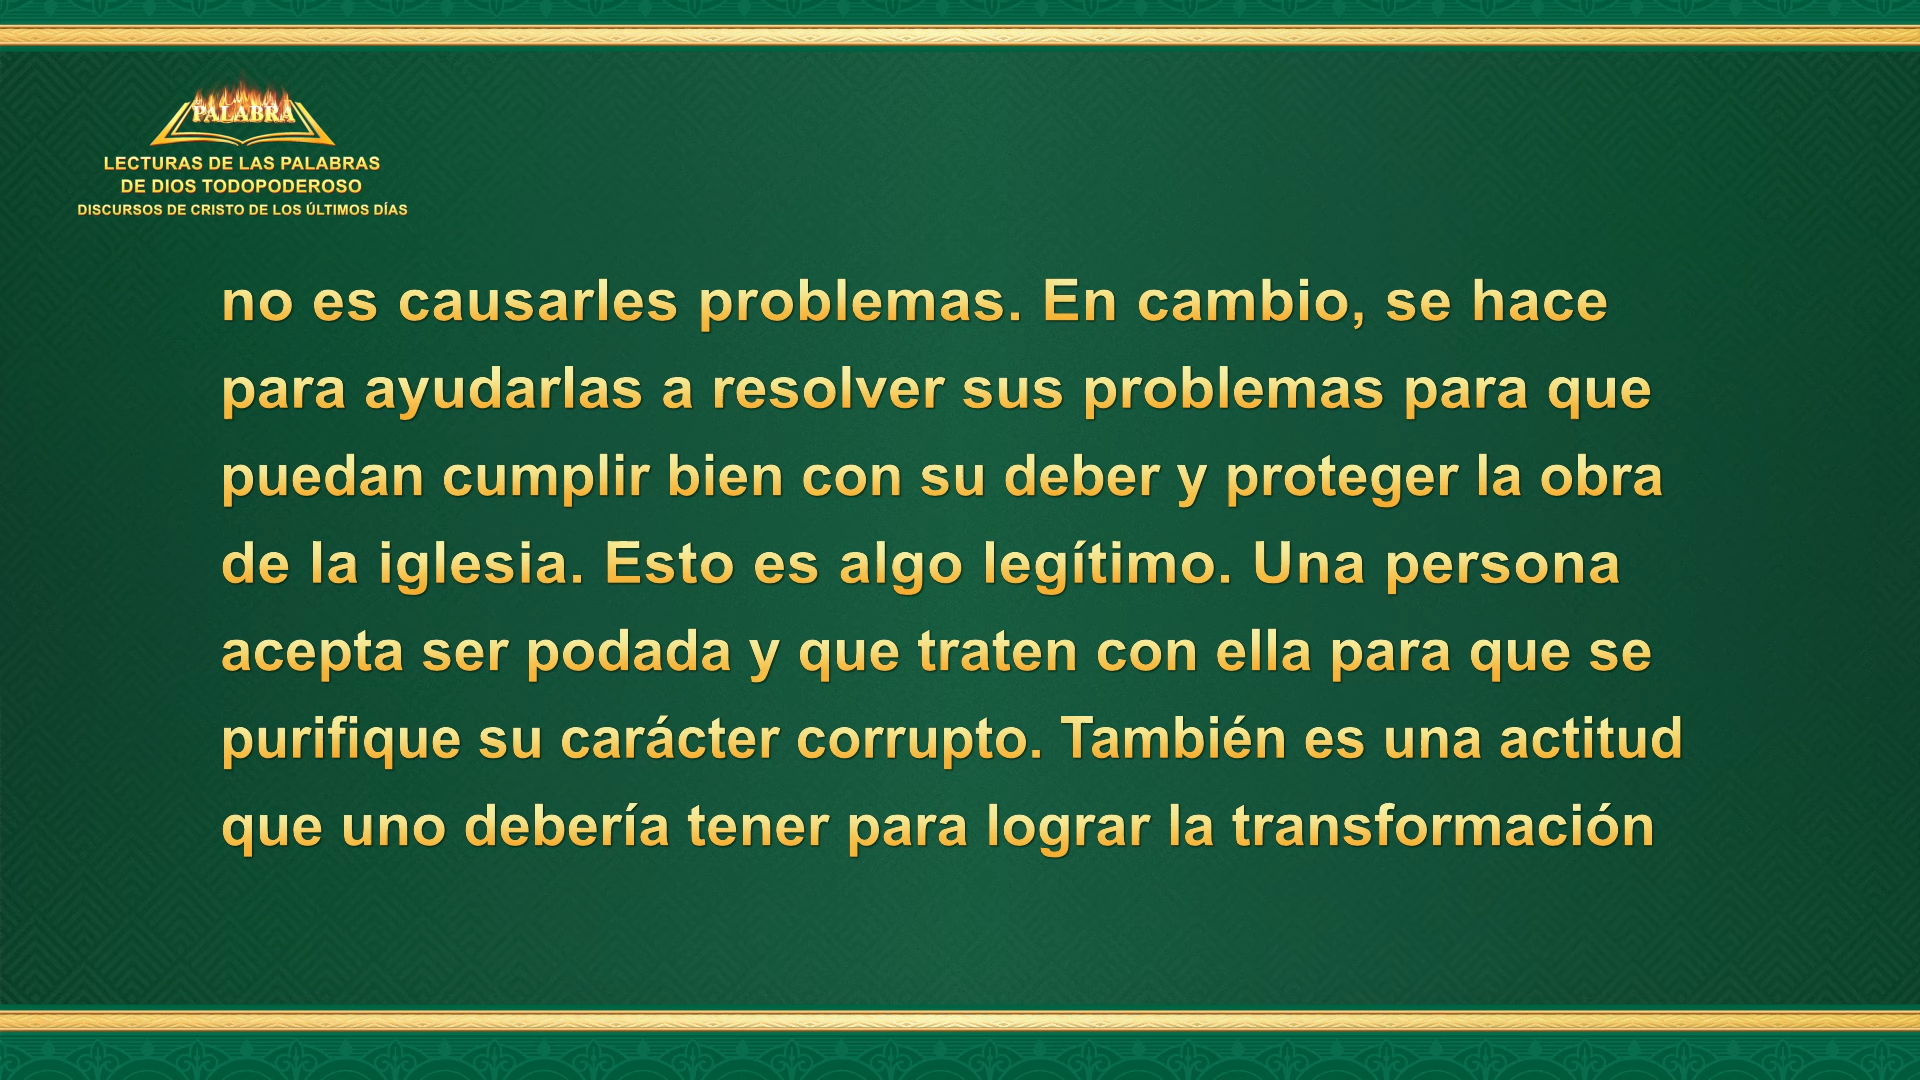 PALABRA
LECTURAS DE LAS PALABRAS
DE DIOS TODOPODEROSO
DISCURSOS DE CRISTO DE LOS ÚLTIMOS DÍAS
no es causarles problemas. En cambio, se hace
para ayudarlas a resolver sus problemas para que
puedan cumplir bien con su deber y proteger la obra
de la iglesia. Esto es algo legítimo. Una persona
acepta ser podada y que traten con ella para que se
purifique su carácter corrupto. También es una actitud
que uno debería tener para lograr la transformación